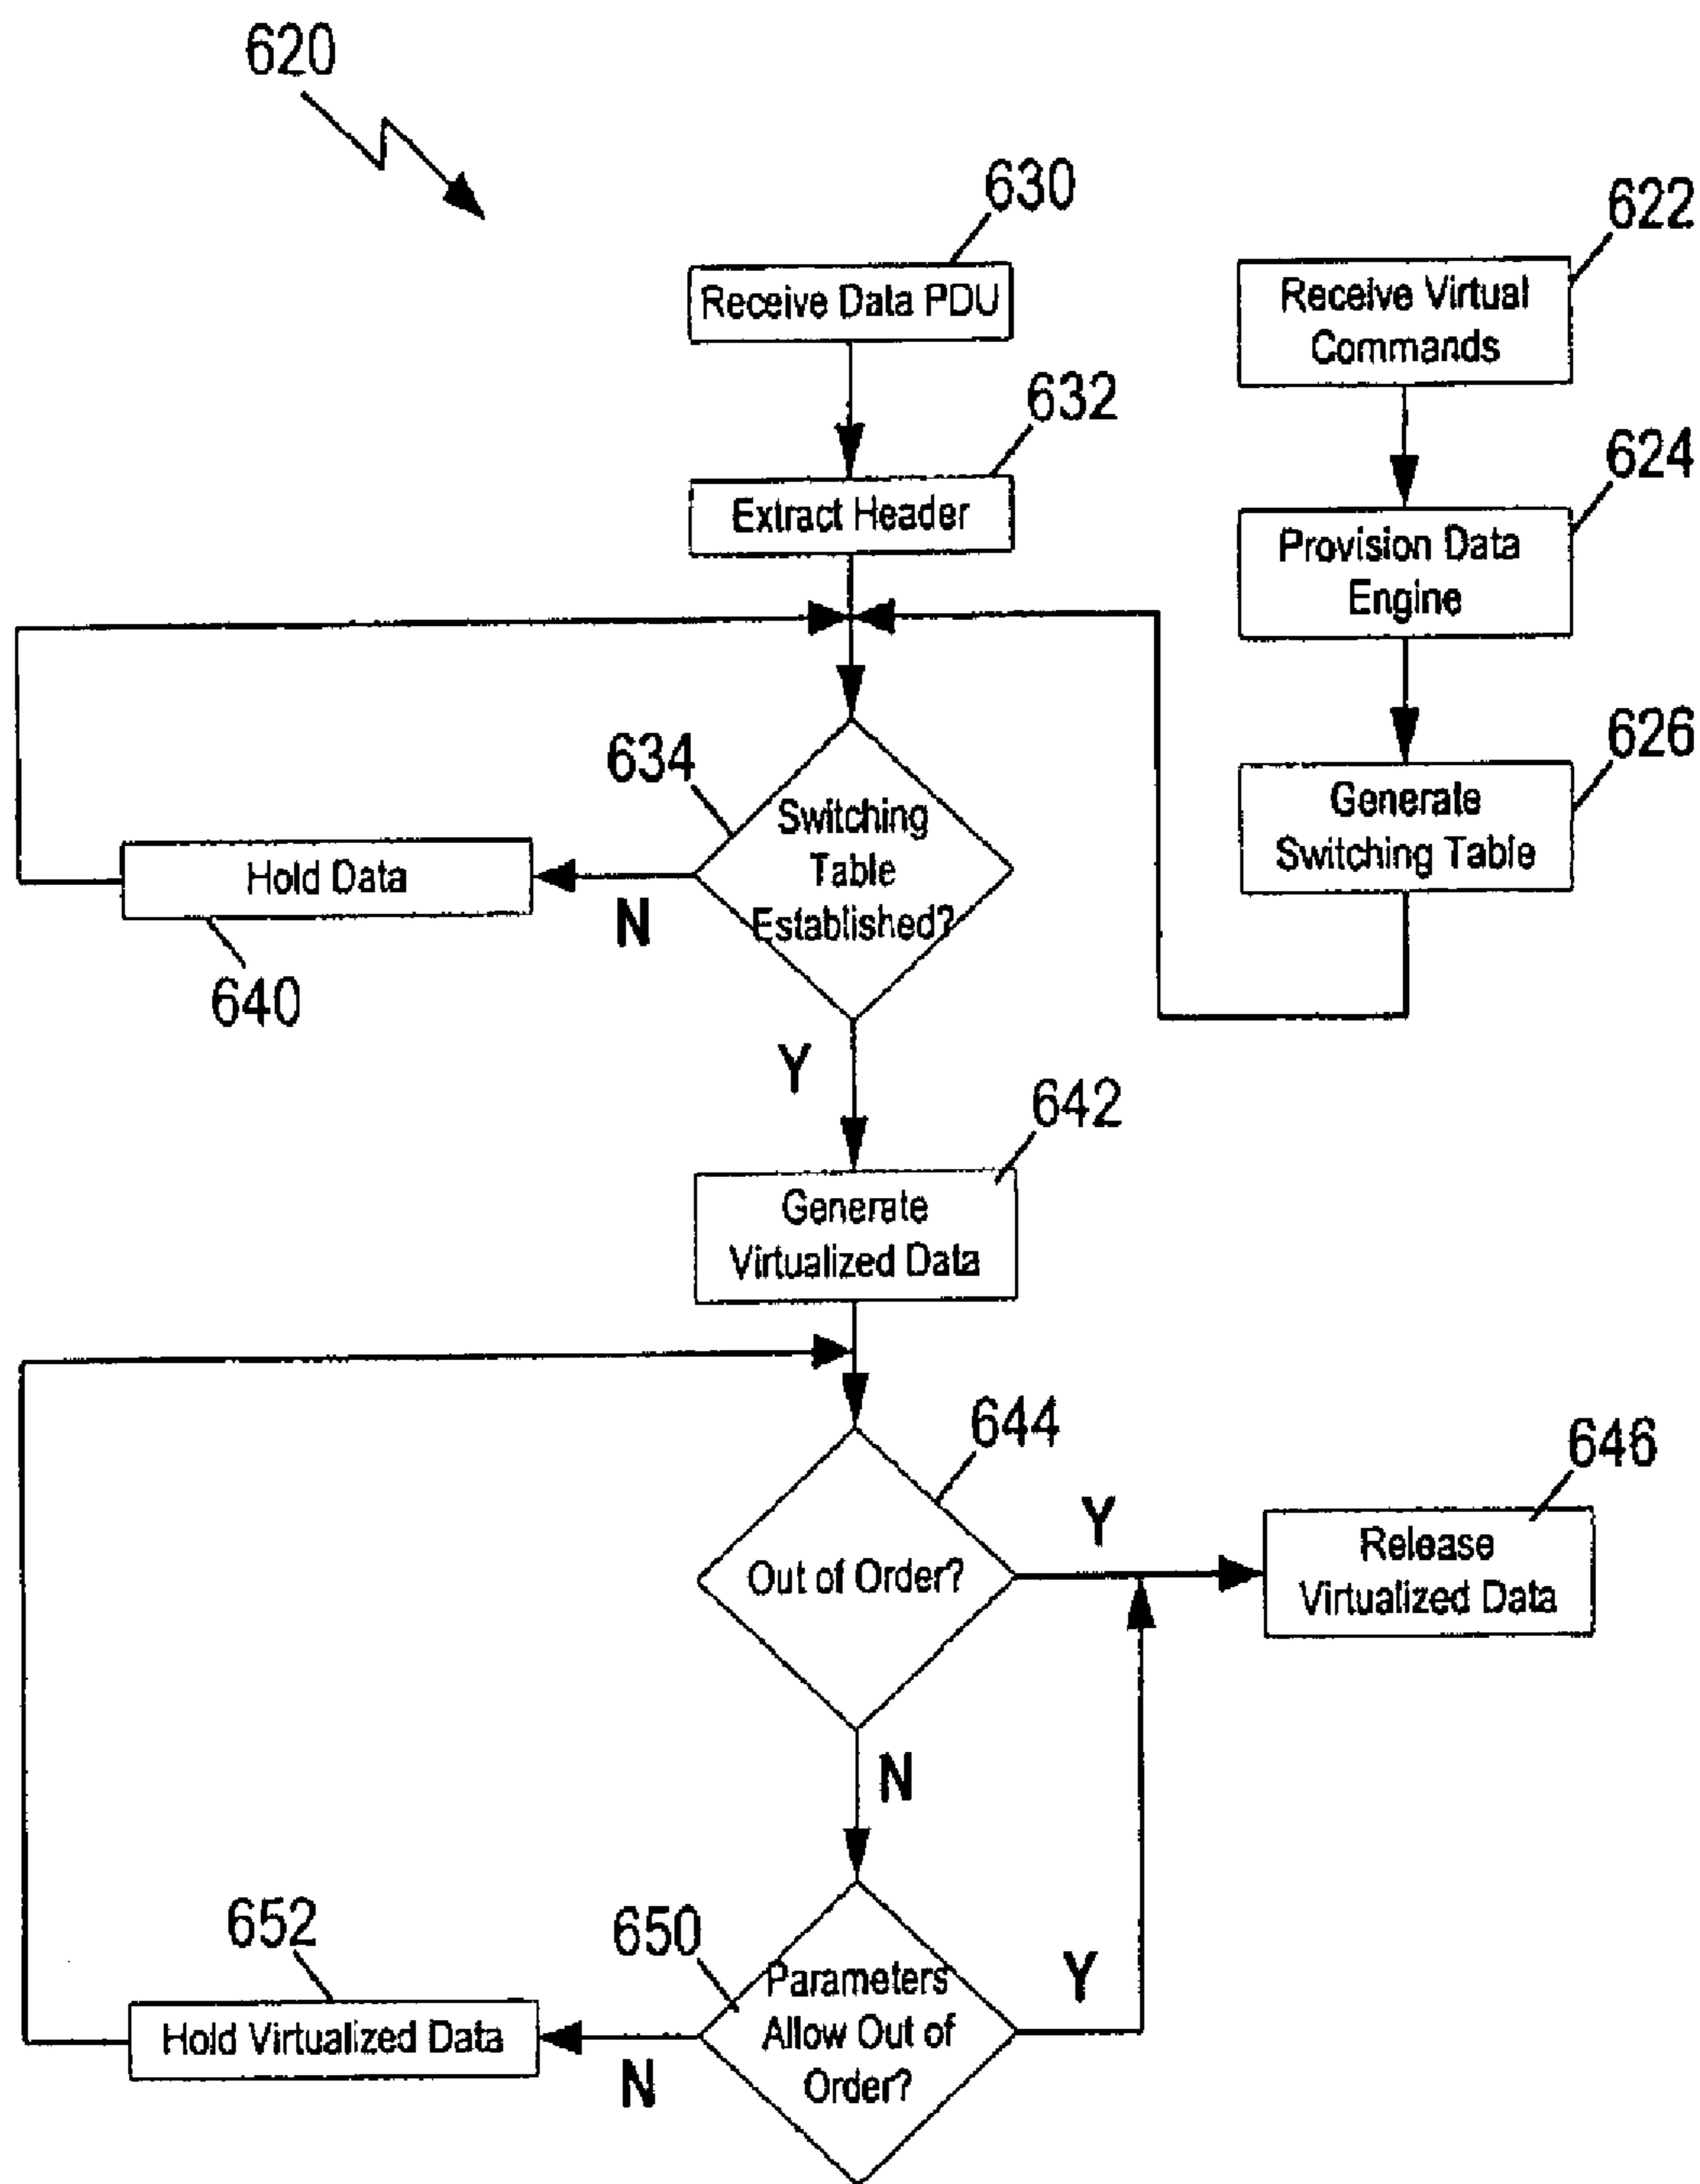 620
630
Receive Data PDU
622
Receive Virtual
Commands
632
Extract Header
624
Provision Data
Engine
634
Switching
Table
Established?
626
Generate
Switching Table
Hold Data
N
640
Y
642
Generate
Virtualized Data
644
Out of Order?
Y
646
Release
Virtualized Data
N
650
Parameters
Allow Out of
Order?
Y
652
Hold Virtualized Data
N